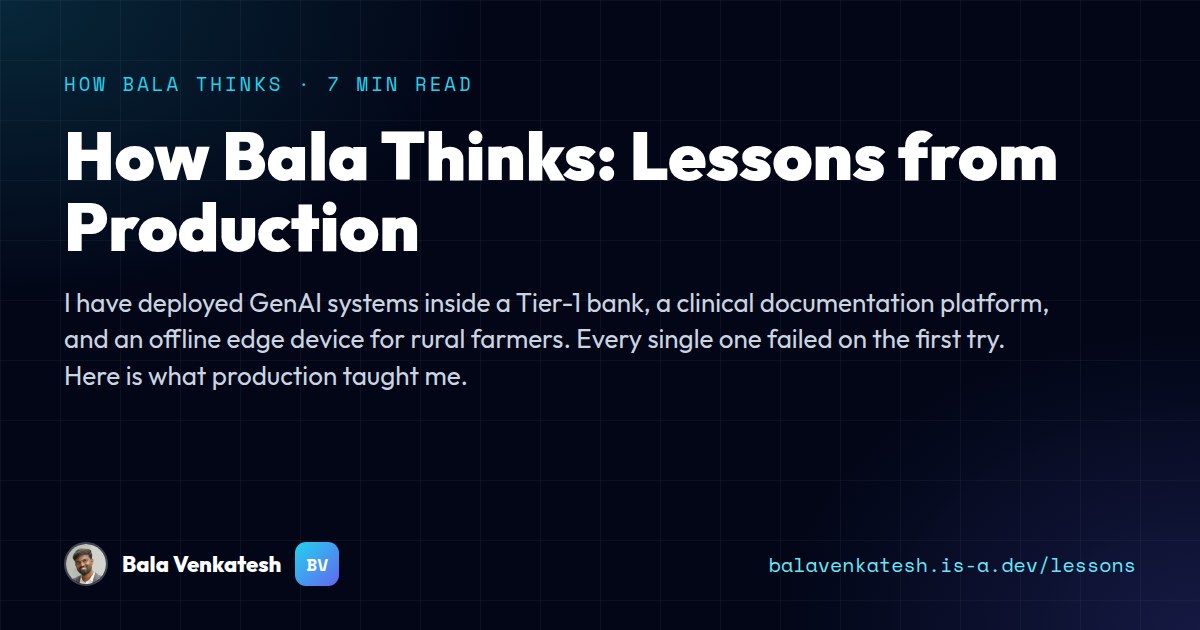 HOW BALA THINKS · 7 MIN READ
How Bala Thinks: Lessons from
Production
I have deployed GenAI systems inside a Tier-1 bank, a clinical documentation platform,
and an offline edge device for rural farmers. Every single one failed on the first try.
Here is what production taught me.
Bala Venkatesh BV
balavenkatesh.is-a.dev/lessons